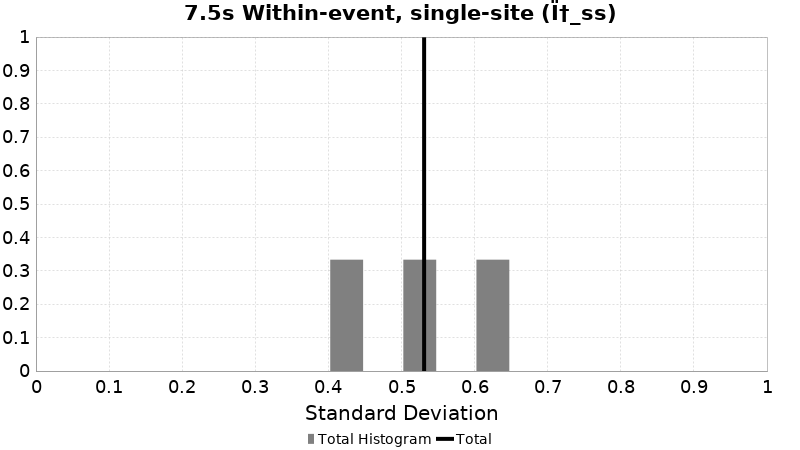 7.5s Within-event, single-site (Ï†_ss)
1
0.9
0.8
0.7
0.6
0.5
0.4
0.3
0.2
0.1
0
0 0.1 0.2 0.3 0.4 0.5 0.6 0.7 0.8 0.9 1
Standard Deviation
Total Histogram Total